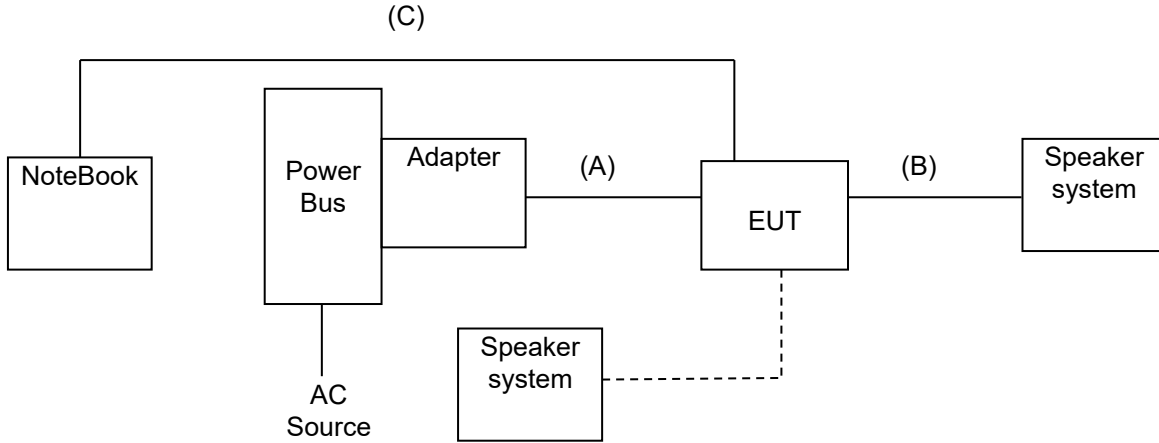 (C)
NoteBook
Power
Bus
Adapter
(A)
EUT
(B)
Speaker
system
Speaker
system
AC
Source